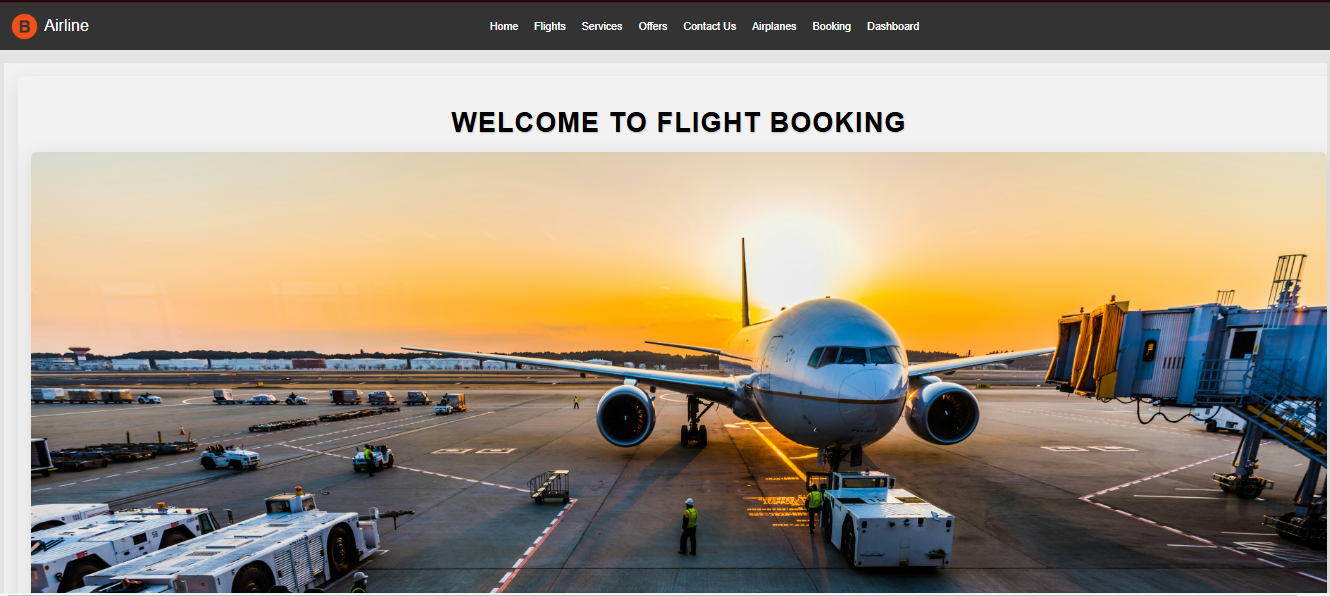 B Airline
Home Flights Services Offers Contact Us Airplanes Booking Dashboard
WELCOME TO FLIGHT BOOKING